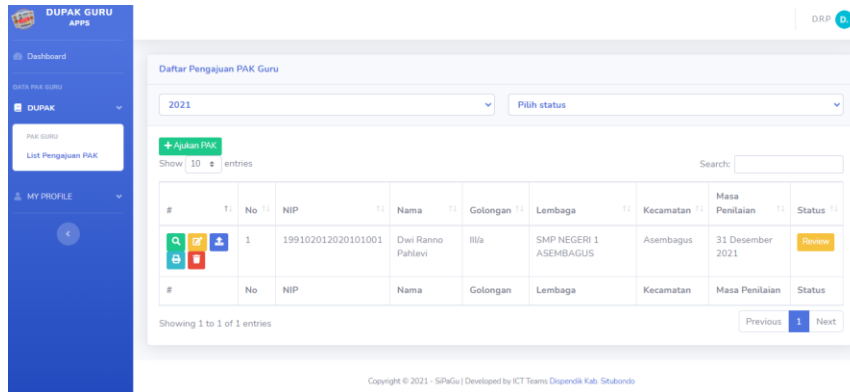 DUPAK GURU
APPS
D.R.P
D.
Dashboard
DATA PAK GURU
DUPAK
PAK GURU
List Pengajuan PAK
MY PROFILE
Daftar Pengajuan PAK Guru
2021
Pilih status
+ Ajukan PAK
Show 10 entries
Search:
# No NIP Nama Golongan Lembaga Kecamatan Masa Penilaian Status
1 199102012020101001 Dwi Ranno Pahlevi III/a SMP NEGERI 1 ASEMBAGUS Asembagus 31 Desember 2021 Review
# No NIP Nama Golongan Lembaga Kecamatan Masa Penilaian Status
Showing 1 to 1 of 1 entries
Previous 1 Next
Copyright © 2021 - SiPaGu | Developed by ICT Teams Dispendik Kab. Situbondo